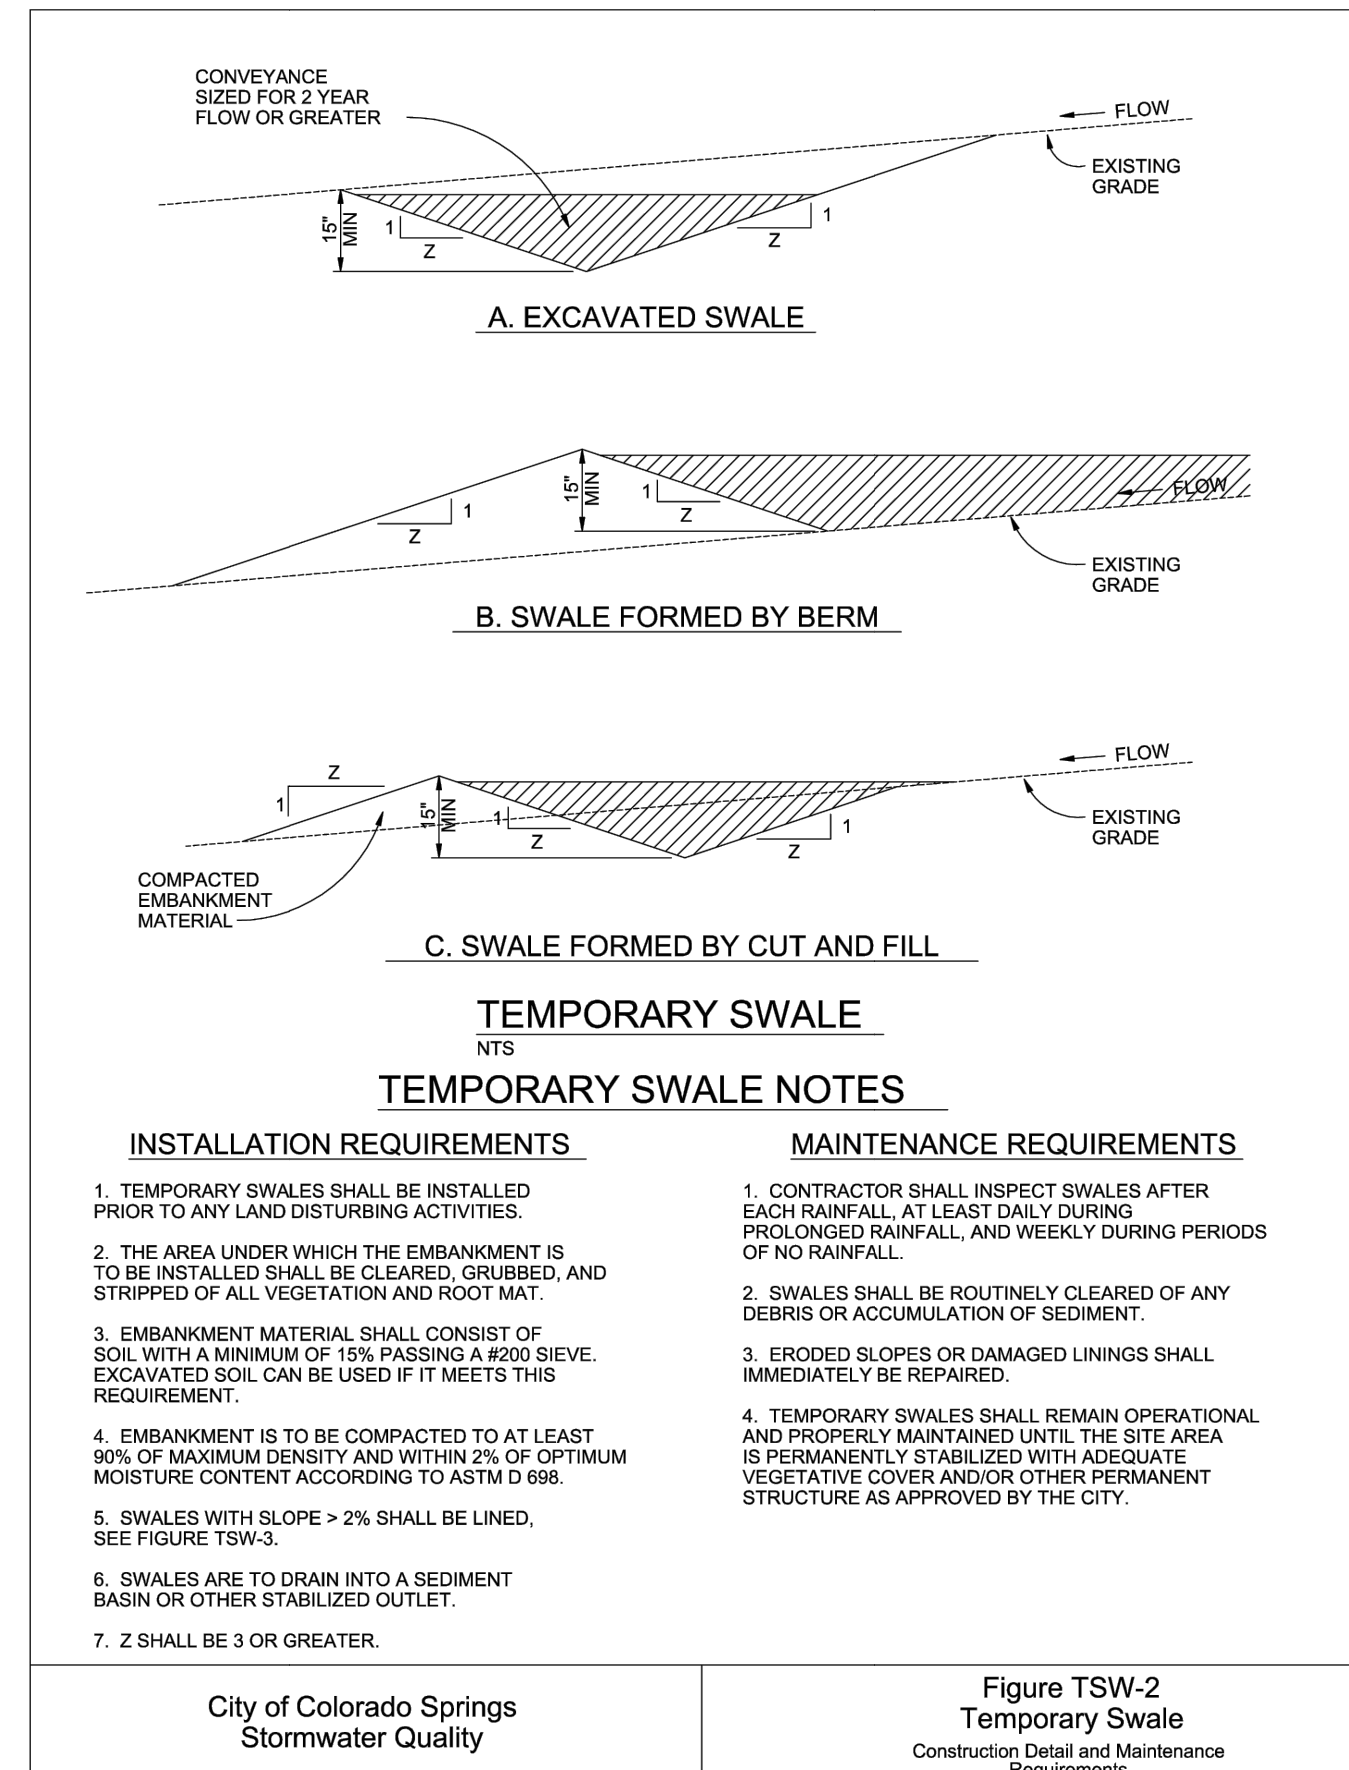 CONVEYANCE
SIZED FOR 2 YEAR
FLOW OR GREATER
FLOW
EXISTING
GRADE
15"
MIN
1
Z
1
Z
A. EXCAVATED SWALE
15"
MIN
1
Z
1
Z
FLOW
EXISTING
GRADE
B. SWALE FORMED BY BERM
Z
1
15"
MIN
1
Z
1
Z
FLOW
EXISTING
GRADE
COMPACTED
EMBANKMENT
MATERIAL
C. SWALE FORMED BY CUT AND FILL
TEMPORARY SWALE
NTS
TEMPORARY SWALE NOTES
INSTALLATION REQUIREMENTS
1. TEMPORARY SWALES SHALL BE INSTALLED
PRIOR TO ANY LAND DISTURBING ACTIVITIES.
2. THE AREA UNDER WHICH THE EMBANKMENT IS
TO BE INSTALLED SHALL BE CLEARED, GRUBBED, AND
STRIPPED OF ALL VEGETATION AND ROOT MAT.
3. EMBANKMENT MATERIAL SHALL CONSIST OF
SOIL WITH A MINIMUM OF 15% PASSING A #200 SIEVE.
EXCAVATED SOIL CAN BE USED IF IT MEETS THIS
REQUIREMENT.
4. EMBANKMENT IS TO BE COMPACTED TO AT LEAST
90% OF MAXIMUM DENSITY AND WITHIN 2% OF OPTIMUM
MOISTURE CONTENT ACCORDING TO ASTM D 698.
5. SWALES WITH SLOPE > 2% SHALL BE LINED,
SEE FIGURE TSW-3.
6. SWALES ARE TO DRAIN INTO A SEDIMENT
BASIN OR OTHER STABILIZED OUTLET.
7. Z SHALL BE 3 OR GREATER.
MAINTENANCE REQUIREMENTS
1. CONTRACTOR SHALL INSPECT SWALES AFTER
EACH RAINFALL, AT LEAST DAILY DURING
PROLONGED RAINFALL, AND WEEKLY DURING PERIODS
OF NO RAINFALL.
2. SWALES SHALL BE ROUTINELY CLEARED OF ANY
DEBRIS OR ACCUMULATION OF SEDIMENT.
3. ERODED SLOPES OR DAMAGED LININGS SHALL
IMMEDIATELY BE REPAIRED.
4. TEMPORARY SWALES SHALL REMAIN OPERATIONAL
AND PROPERLY MAINTAINED UNTIL THE SITE AREA
IS PERMANENTLY STABILIZED WITH ADEQUATE
VEGETATIVE COVER AND/OR OTHER PERMANENT
STRUCTURE AS APPROVED BY THE CITY.
City of Colorado Springs
Stormwater Quality
Figure TSW-2
Temporary Swale
Construction Detail and Maintenance
Requirements